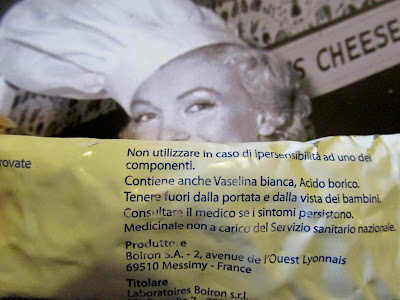 'S CHEESE
rovate
Non utilizzare in caso di ipersensibilità ad uno dei
componenti.
Contiene anche Vaselina bianca, Acido borico.
Tenere fuori dalla portata e dalla vista dei bambini.
Consultare il medico se i sintomi persistono.
Medicinale non a carico del Servizio sanitario nazionale.
Produttore
Boiron S.A. - 2, avenue de l'Ouest Lyonnais
69510 Messimy - France
Titolare
Laboratoires Boiron s.r.l.